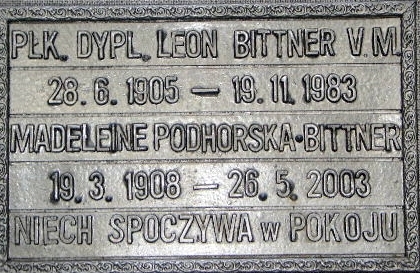 PŁK. DYPL. LEON BITTNER V.M.
28.6.1905 — 19.11.1983
MADELEINE PODHORSKA-BITTNER
19.3.1908 — 26.5.2003
NIECH SPOCZYWA w POKOJU